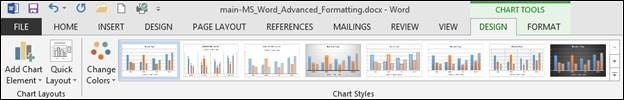 main-MS_Word_Advanced_Formatting.docx - Word
CHART TOOLS
FILE HOME INSERT DESIGN PAGE LAYOUT REFERENCES MAILINGS REVIEW VIEW DESIGN FORMAT
Add Chart Element Quick Layout Change Colors
Chart Layouts Chart Styles